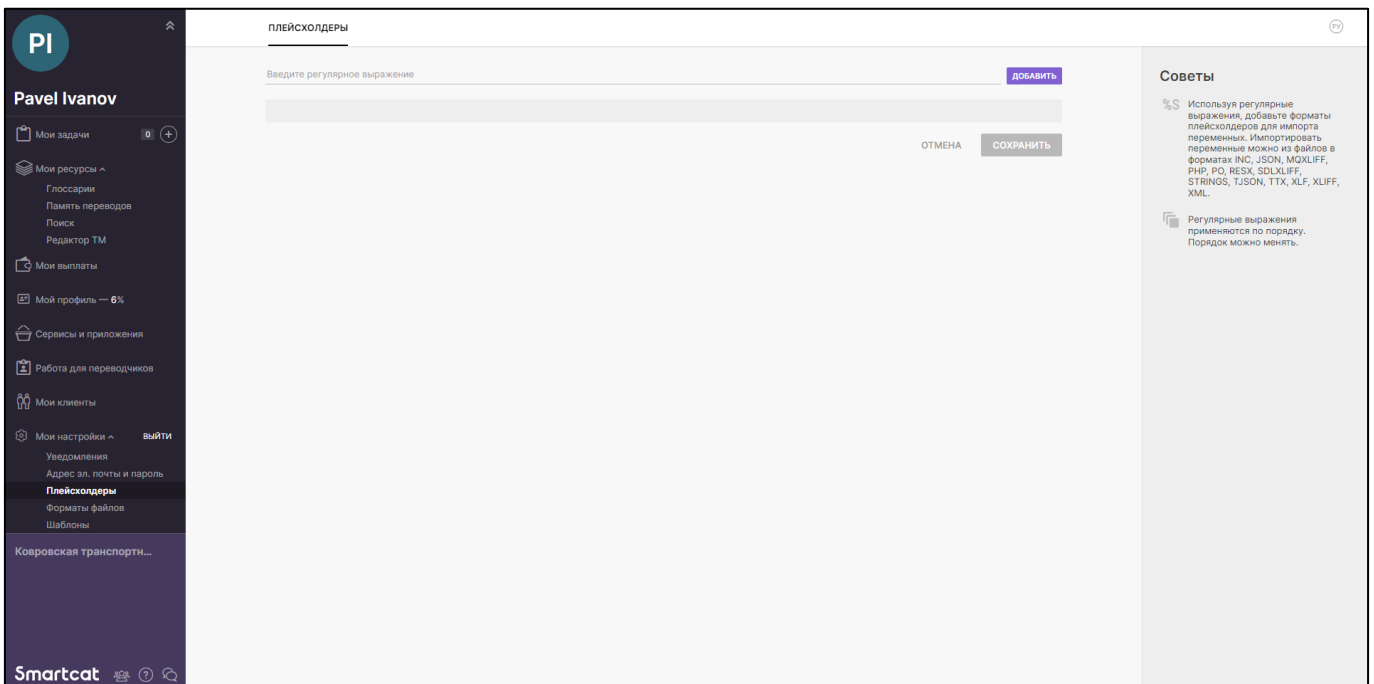 PI
Pavel Ivanov
Мои задачи 0
Мои ресурсы
Глоссарии
Память переводов
Поиск
Редактор ТМ
Мои выплаты
Мой профиль — 6%
Сервисы и приложения
Работа для переводчиков
Мои клиенты
Мои настройки ВЫЙТИ
Уведомления
Адрес эл. почты и пароль
Плейсхолдеры
Форматы файлов
Шаблоны
Ковровская транспортн...
Smartcat
ПЛЕЙСХОЛДЕРЫ
РУ
Введите регулярное выражение
ДОБАВИТЬ
ОТМЕНА
СОХРАНИТЬ
Советы
%S
Используя регулярные
выражения, добавьте форматы
плейсхолдеров для импорта
переменных. Импортировать
переменные можно из файлов в
форматах INC, JSON, MQXLIFF,
PHP, PO, RESX, SDLXLIFF,
STRINGS, TJSON, TTX, XLF, XLIFF,
XML.
Регулярные выражения
применяются по порядку.
Порядок можно менять.